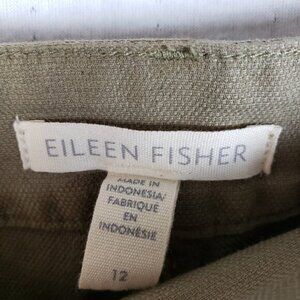 EILEEN FISHER
MADE IN
INDONESIA/
FABRIQUE
EN
INDONÉSIE
12